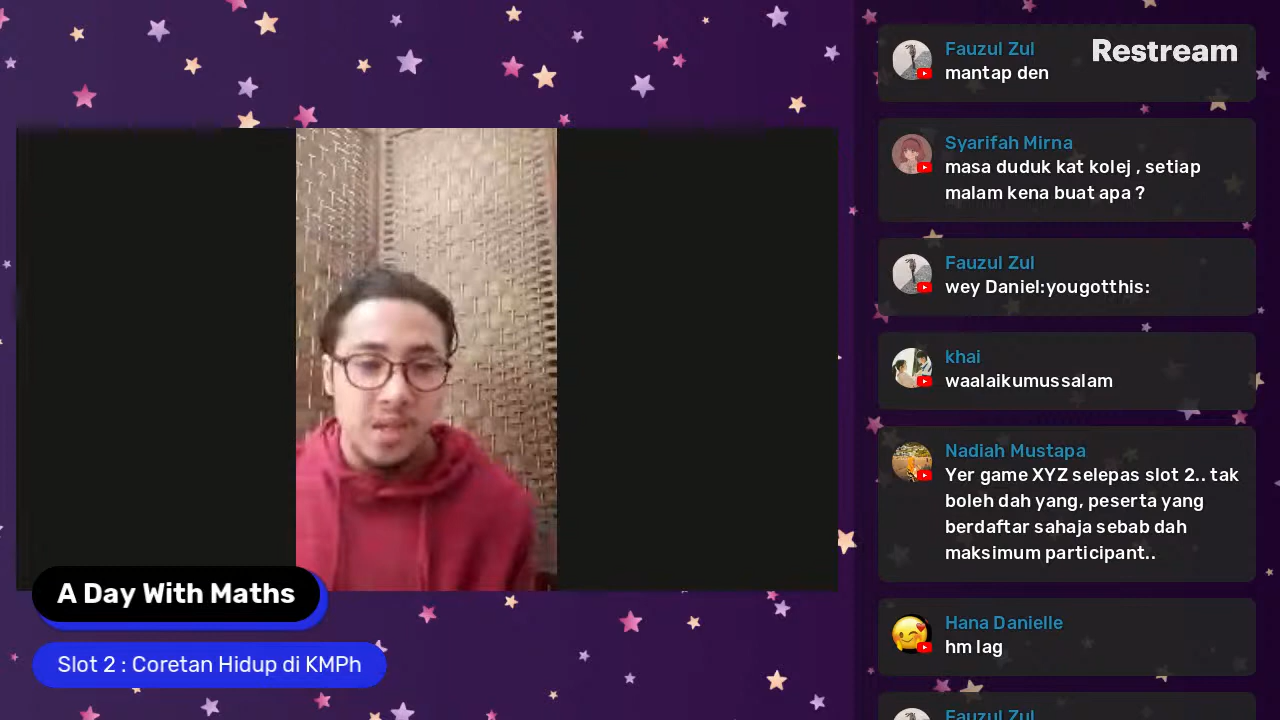 Restream
Fauzul Zul
mantap den
Syarifah Mirna
masa duduk kat kolej , setiap
malam kena buat apa ?
Fauzul Zul
wey Daniel:yougotthis:
khai
waalaikumussalam
Nadiah Mustapa
Yer game XYZ selepas slot 2.. tak
boleh dah yang, peserta yang
berdaftar sahaja sebab dah
maksimum participant..
Hana Danielle
hm lag
Fauzul Zul
A Day With Maths
Slot 2 : Coretan Hidup di KMPh